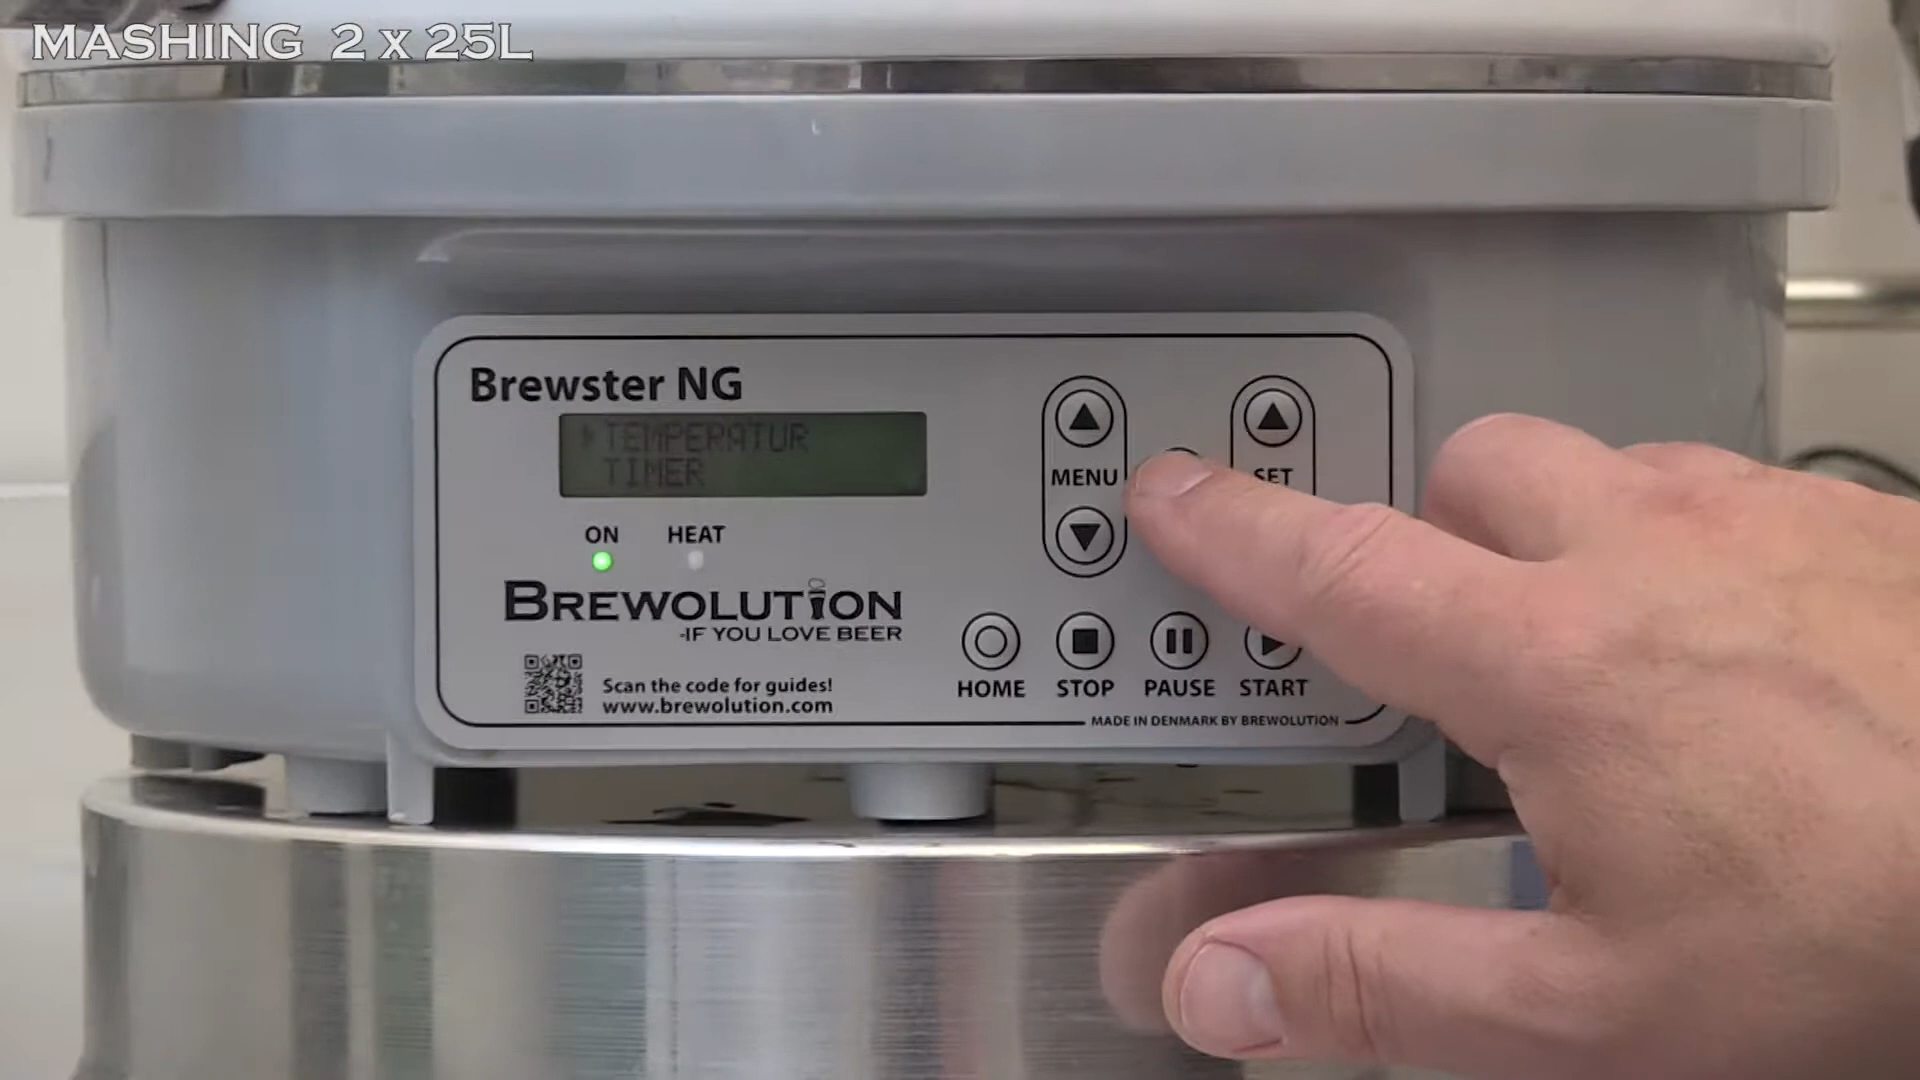 MASHING 2 x 25L
Brewster NG
TEMPERATUR
TIMER
MENU
SET
ON HEAT
BREWOLUTION
-IF YOU LOVE BEER
Scan the code for guides!
www.brewolution.com
HOME STOP PAUSE START
MADE IN DENMARK BY BREWOLUTION